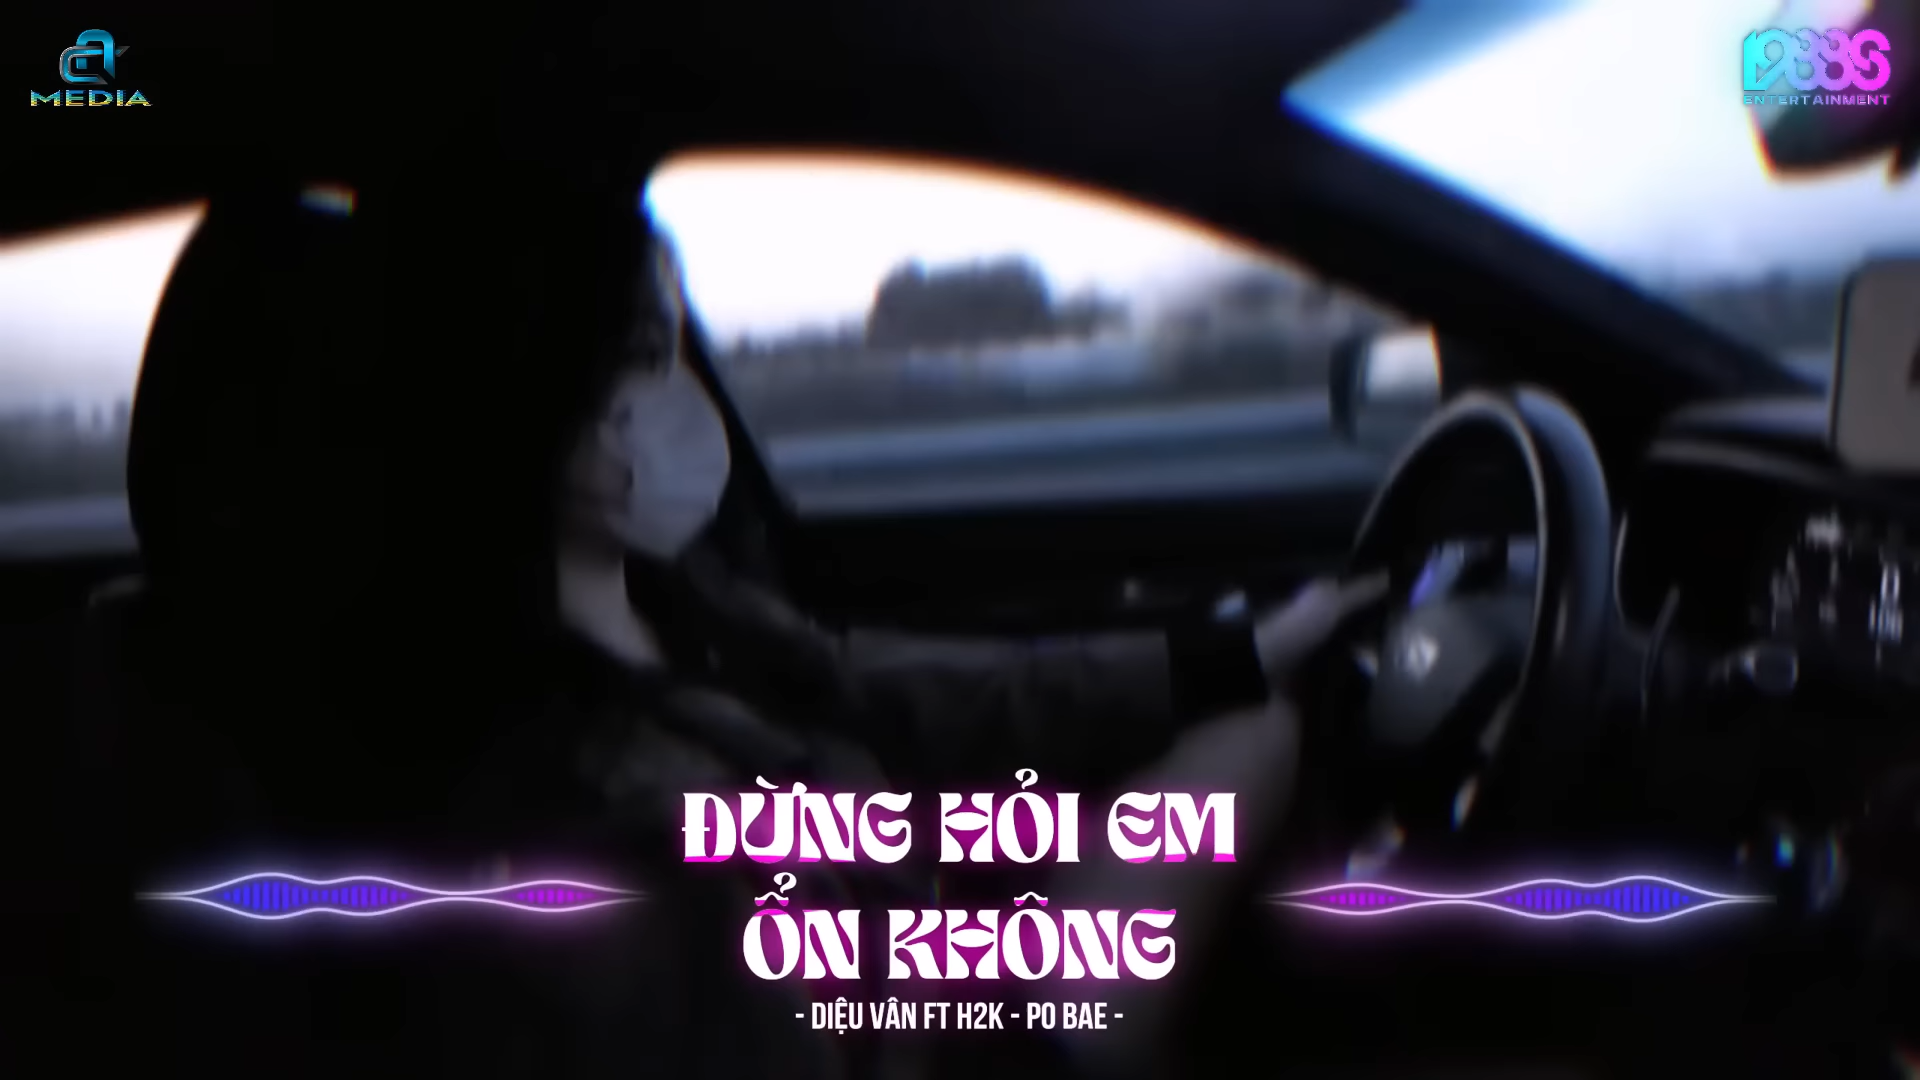 MEDIA
1988S
ENTERTAINMENT
ĐỪNG HỎI EM
ỔN KHÔNG
- DIỆU VÂN FT H2K - PO BAE -